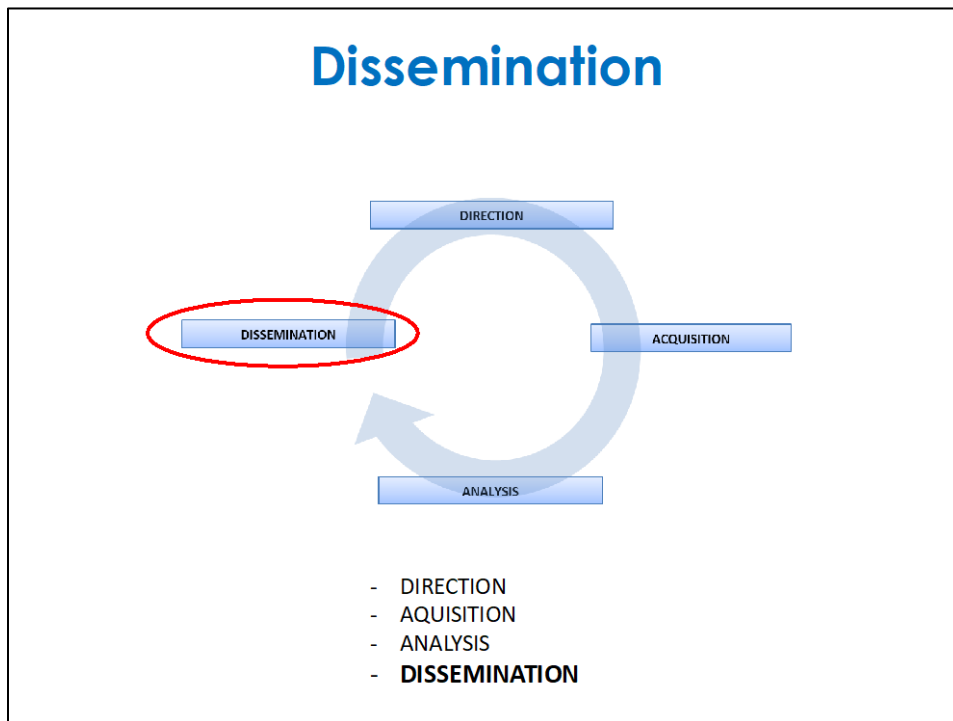 Dissemination
DIRECTION
DISSEMINATION
ACQUISITION
ANALYSIS
- DIRECTION
- AQUISITION
- ANALYSIS
- DISSEMINATION